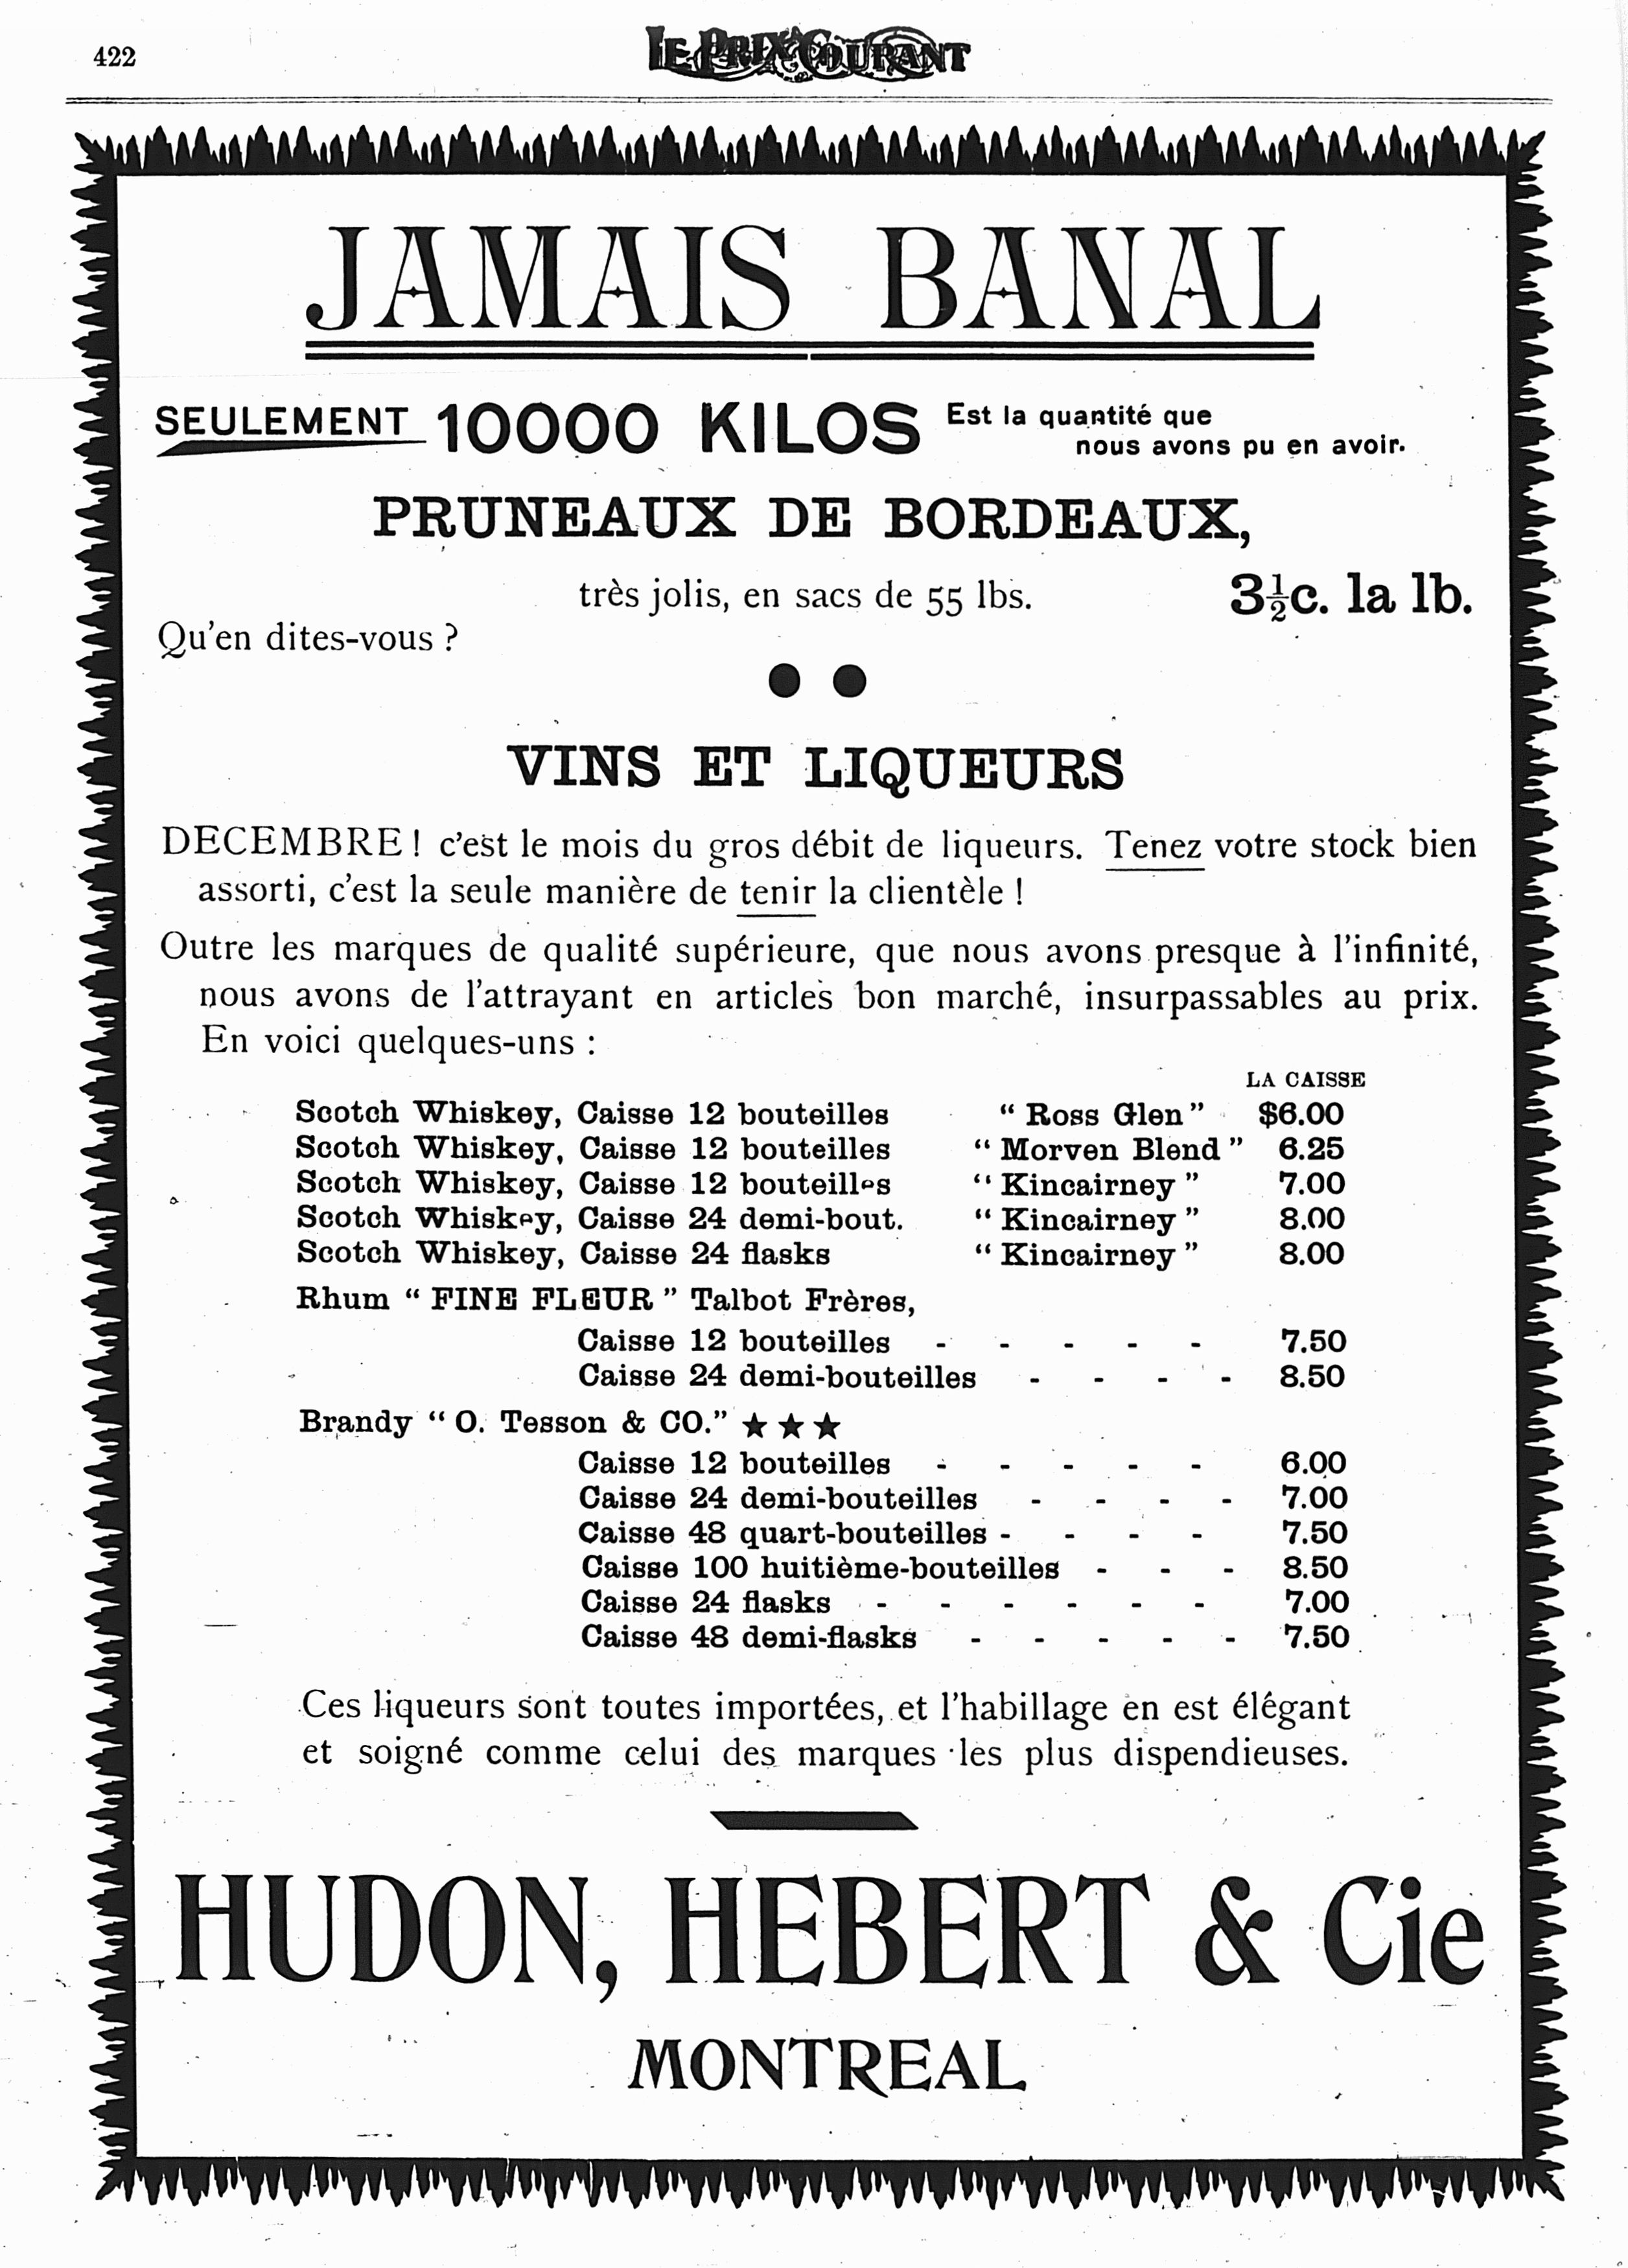 422
LE PRIX COURANT
JAMAIS BANAL
SEULEMENT 10000 KILOS Est la quantité que
nous avons pu en avoir.
PRUNEAUX DE BORDEAUX,
très jolis, en sacs de 55 lbs. 3½c. la lb.
Qu'en dites-vous ?
VINS ET LIQUEURS
DECEMBRE ! c'est le mois du gros débit de liqueurs. Tenez votre stock bien
assorti, c'est la seule manière de tenir la clientèle !
Outre les marques de qualité supérieure, que nous avons presque à l'infinité,
nous avons de l'attrayant en articles bon marché, insurpassables au prix.
En voici quelques-uns :
LA CAISSE
Scotch Whiskey, Caisse 12 bouteilles “ Ross Glen ” $6.00
Scotch Whiskey, Caisse 12 bouteilles “ Morven Blend ” 6.25
Scotch Whiskey, Caisse 12 bouteilles “ Kincairney ” 7.00
Scotch Whiskey, Caisse 24 demi-bout. “ Kincairney ” 8.00
Scotch Whiskey, Caisse 24 flasks “ Kincairney ” 8.00
Rhum “ FINE FLEUR ” Talbot Frères,
Caisse 12 bouteilles - - - - - 7.50
Caisse 24 demi-bouteilles - - - - 8.50
Brandy “ O. Tesson & CO.” ★ ★ ★
Caisse 12 bouteilles - - - - - 6.00
Caisse 24 demi-bouteilles - - - - 7.00
Caisse 48 quart-bouteilles - - - - 7.50
Caisse 100 huitième-bouteilles - - - 8.50
Caisse 24 flasks - - - - - - 7.00
Caisse 48 demi-flasks - - - - - 7.50
Ces liqueurs sont toutes importées, et l'habillage en est élégant
et soigné comme celui des marques les plus dispendieuses.
HUDON, HEBERT & Cie
MONTREAL